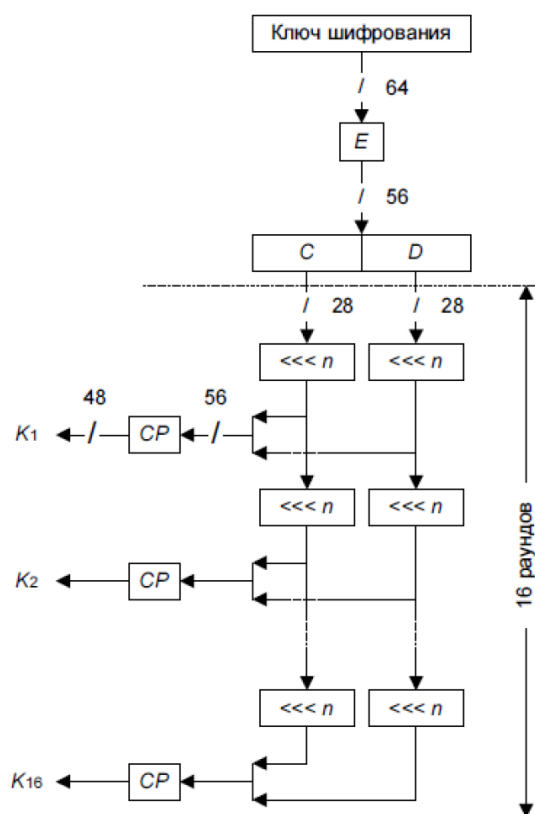 Ключ шифрования
/ 64
E
/ 56
C D
/ 28 / 28
<<< n <<< n
48 56
K1 / CP /
<<< n <<< n
K2 CP
16 раундов
<<< n <<< n
K16 CP